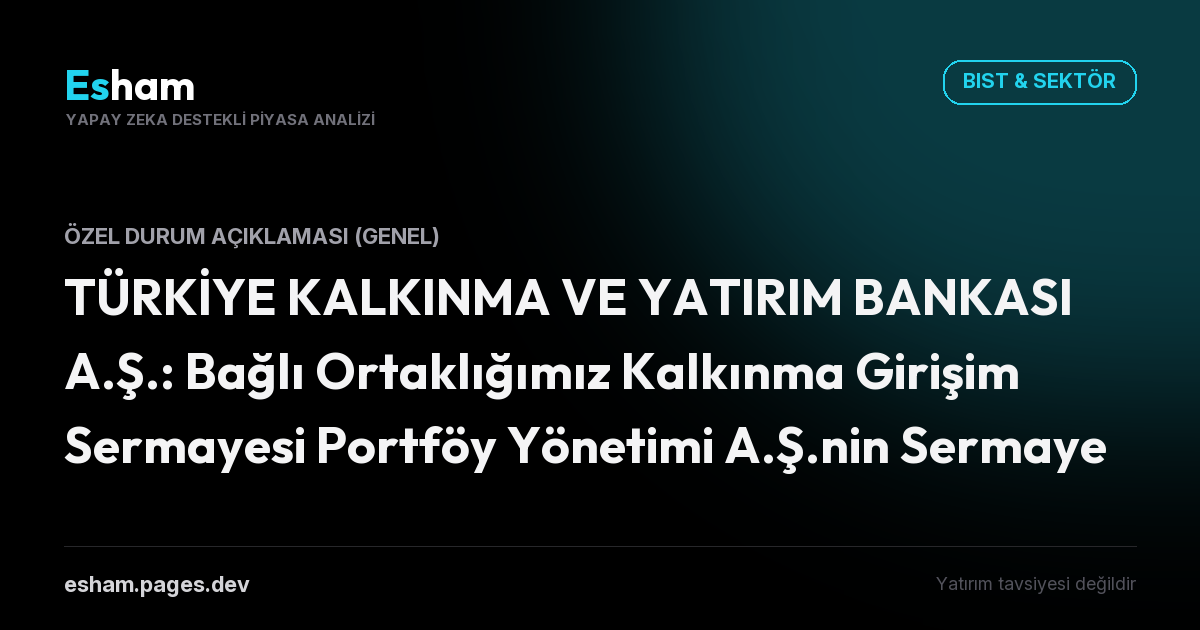 Esham
YAPAY ZEKA DESTEKLİ PİYASA ANALİZİ
BIST & SEKTÖR
ÖZEL DURUM AÇIKLAMASI (GENEL)
TÜRKİYE KALKINMA VE YATIRIM BANKASI
A.Ş.: Bağlı Ortaklığımız Kalkınma Girişim
Sermayesi Portföy Yönetimi A.Ş.nin Sermaye
esham.pages.dev
Yatırım tavsiyesi değildir